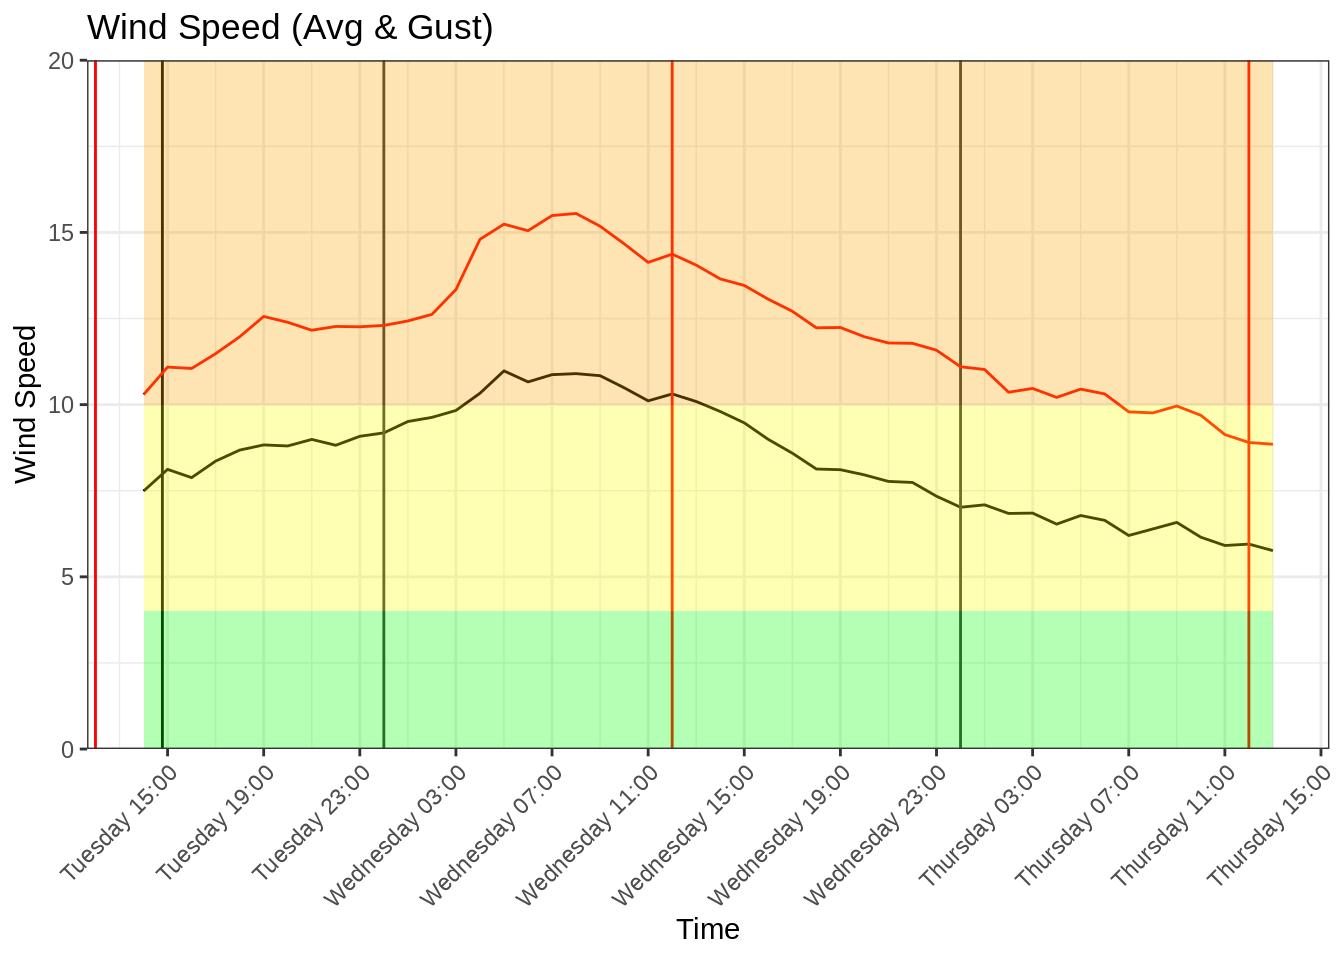 Wind Speed (Avg & Gust)
20
15
10
5
0
Wind Speed
Tuesday 15:00
Tuesday 19:00
Tuesday 23:00
Wednesday 03:00
Wednesday 07:00
Wednesday 11:00
Wednesday 15:00
Wednesday 19:00
Wednesday 23:00
Thursday 03:00
Thursday 07:00
Thursday 11:00
Thursday 15:00
Time